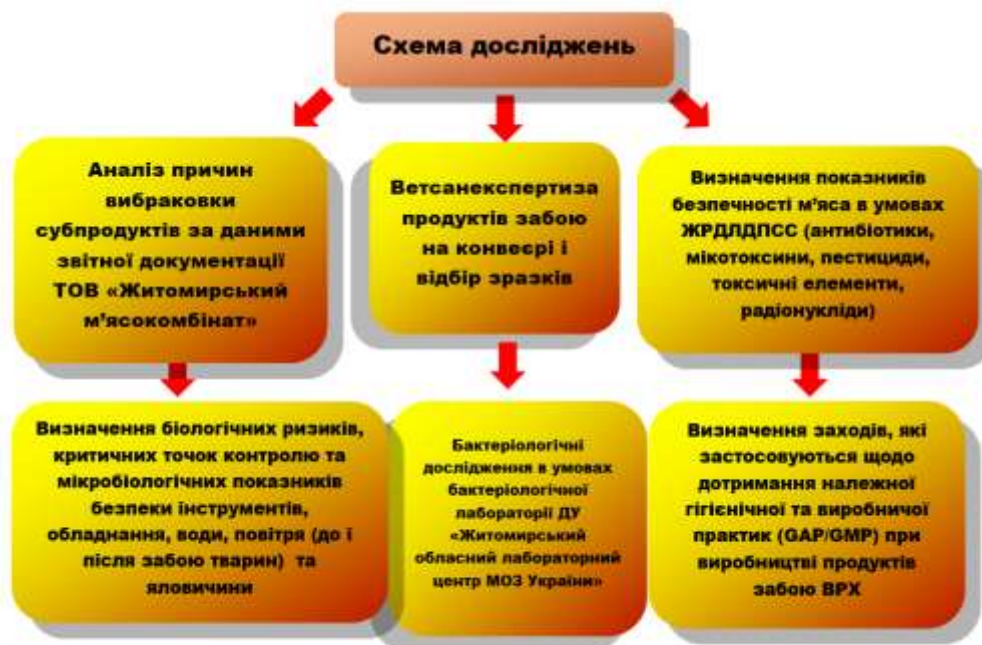 Схема досліджень
Аналіз причин
вибраковки
субпродуктів за даними
звітної документації
ТОВ «Житомирський
м’ясокомбінат»
Ветсанекспертиза
продуктів забою
на конвеєрі і
відбір зразків
Визначення показників
безпечності м’яса в умовах
ЖРДЛДПСС (антибіотики,
мікотоксини, пестициди,
токсичні елементи,
радіонукліди)
Визначення біологічних ризиків,
критичних точок контролю та
мікробіологічних показників
безпеки інструментів,
обладнання, води, повітря (до і
після забою тварин) та
яловичини
Бактеріологічні
дослідження в умовах
бактеріологічної
лабораторії ДУ
«Житомирський
обласний лабораторний
центр МОЗ України»
Визначення заходів, які
застосовуються щодо
дотримання належної
гігієнічної та виробничої
практик (GAP/GMP) при
виробництві продуктів
забою ВРХ